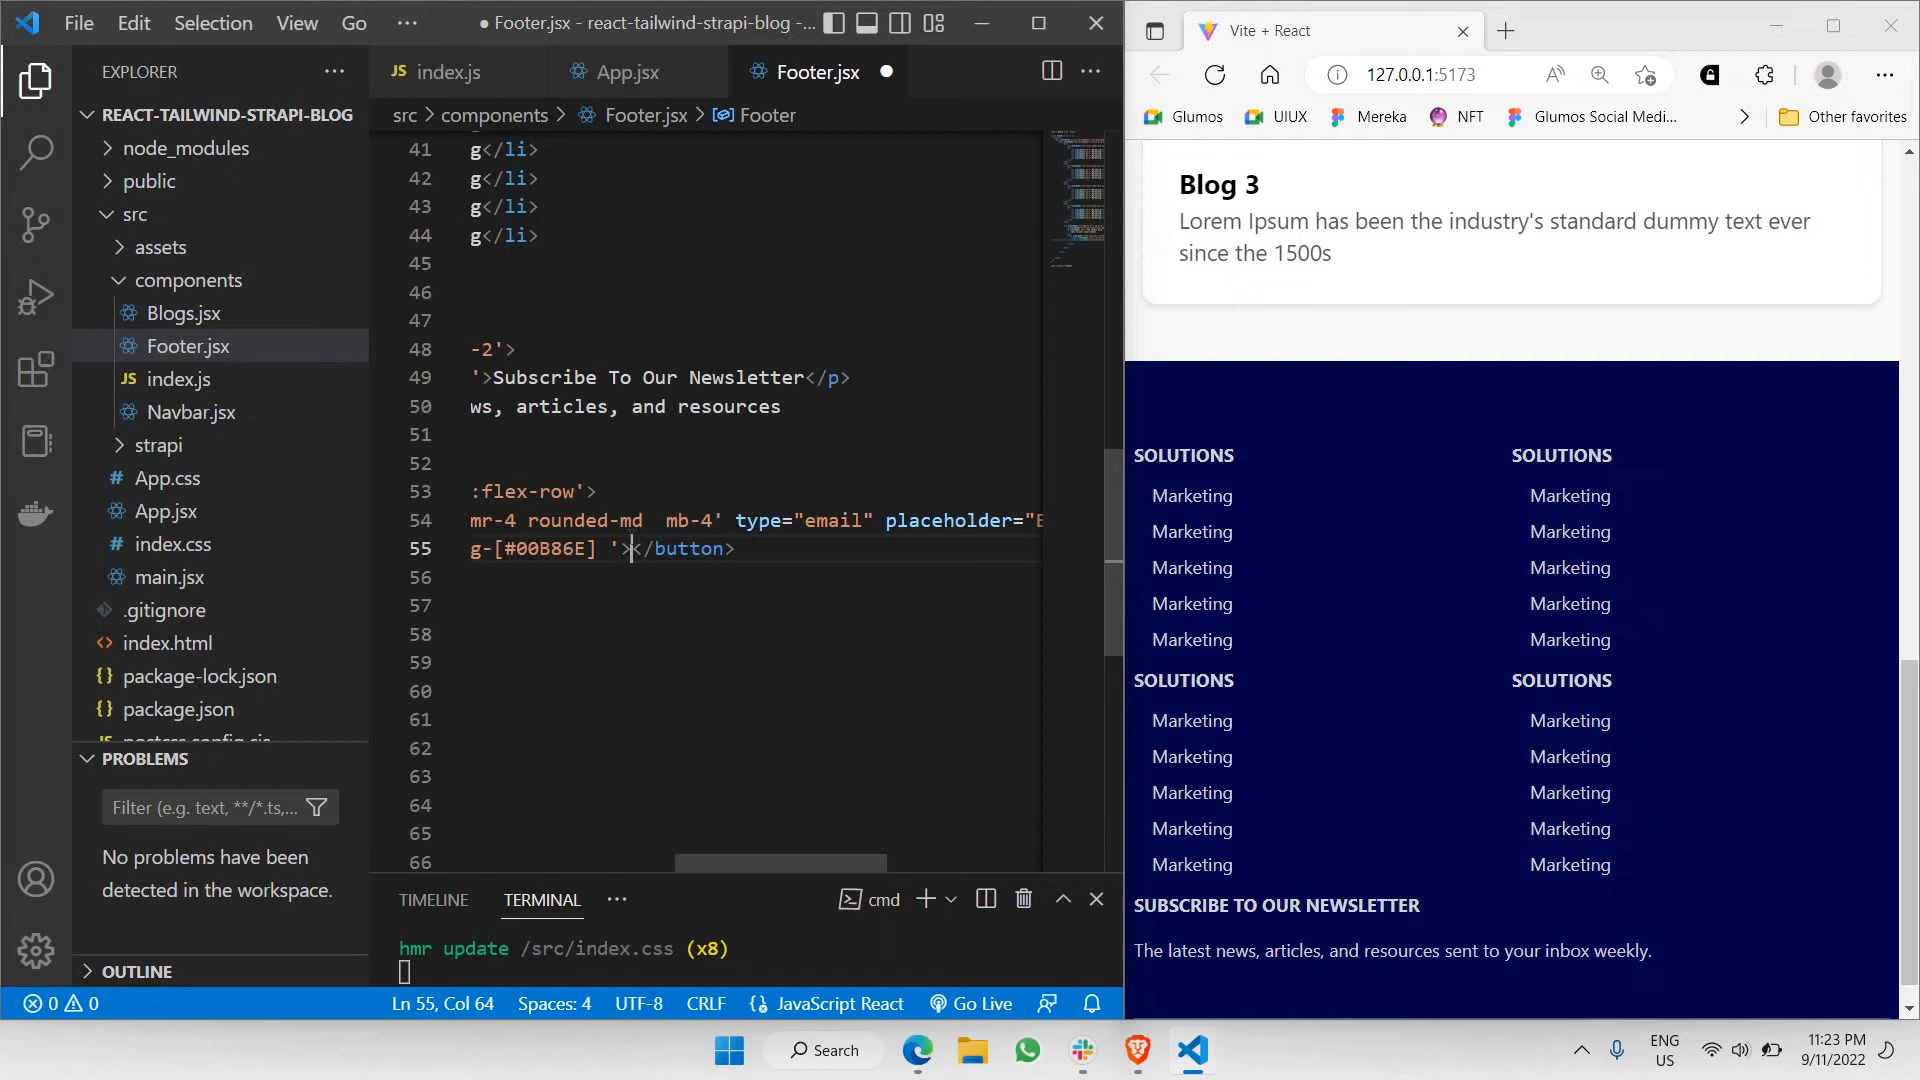 File Edit Selection View Go ···
● Footer.jsx - react-tailwind-strapi-blog -...
EXPLORER
REACT-TAILWIND-STRAPI-BLOG
node_modules
public
src
assets
components
Blogs.jsx
Footer.jsx
index.js
Navbar.jsx
strapi
App.css
App.jsx
index.css
main.jsx
.gitignore
index.html
package-lock.json
package.json
postcss.config.cjs
PROBLEMS
Filter (e.g. text, **/*.ts,...
No problems have been
detected in the workspace.
OUTLINE
JS index.js App.jsx Footer.jsx ●
src > components > Footer.jsx > Footer
41 g</li>
42 g</li>
43 g</li>
44 g</li>
45
46
47
48 -2'>
49 '>Subscribe To Our Newsletter</p>
50 ws, articles, and resources
51
52
53 :flex-row'>
54 mr-4 rounded-md  mb-4' type="email" placeholder="E
55 g-[#00B86E] '></button>
56
57
58
59
60
61
62
63
64
65
66
TIMELINE TERMINAL ··· cmd
hmr update /src/index.css (x8)
0 0 Ln 55, Col 64 Spaces: 4 UTF-8 CRLF JavaScript React Go Live
Vite + React
127.0.0.1:5173
Glumos UIUX Mereka NFT Glumos Social Medi... Other favorites
Blog 3
Lorem Ipsum has been the industry's standard dummy text ever
since the 1500s
SOLUTIONS SOLUTIONS
Marketing Marketing
Marketing Marketing
Marketing Marketing
Marketing Marketing
Marketing Marketing
SOLUTIONS SOLUTIONS
Marketing Marketing
Marketing Marketing
Marketing Marketing
Marketing Marketing
Marketing Marketing
SUBSCRIBE TO OUR NEWSLETTER
The latest news, articles, and resources sent to your inbox weekly.
Search
ENG
US
11:23 PM
9/11/2022